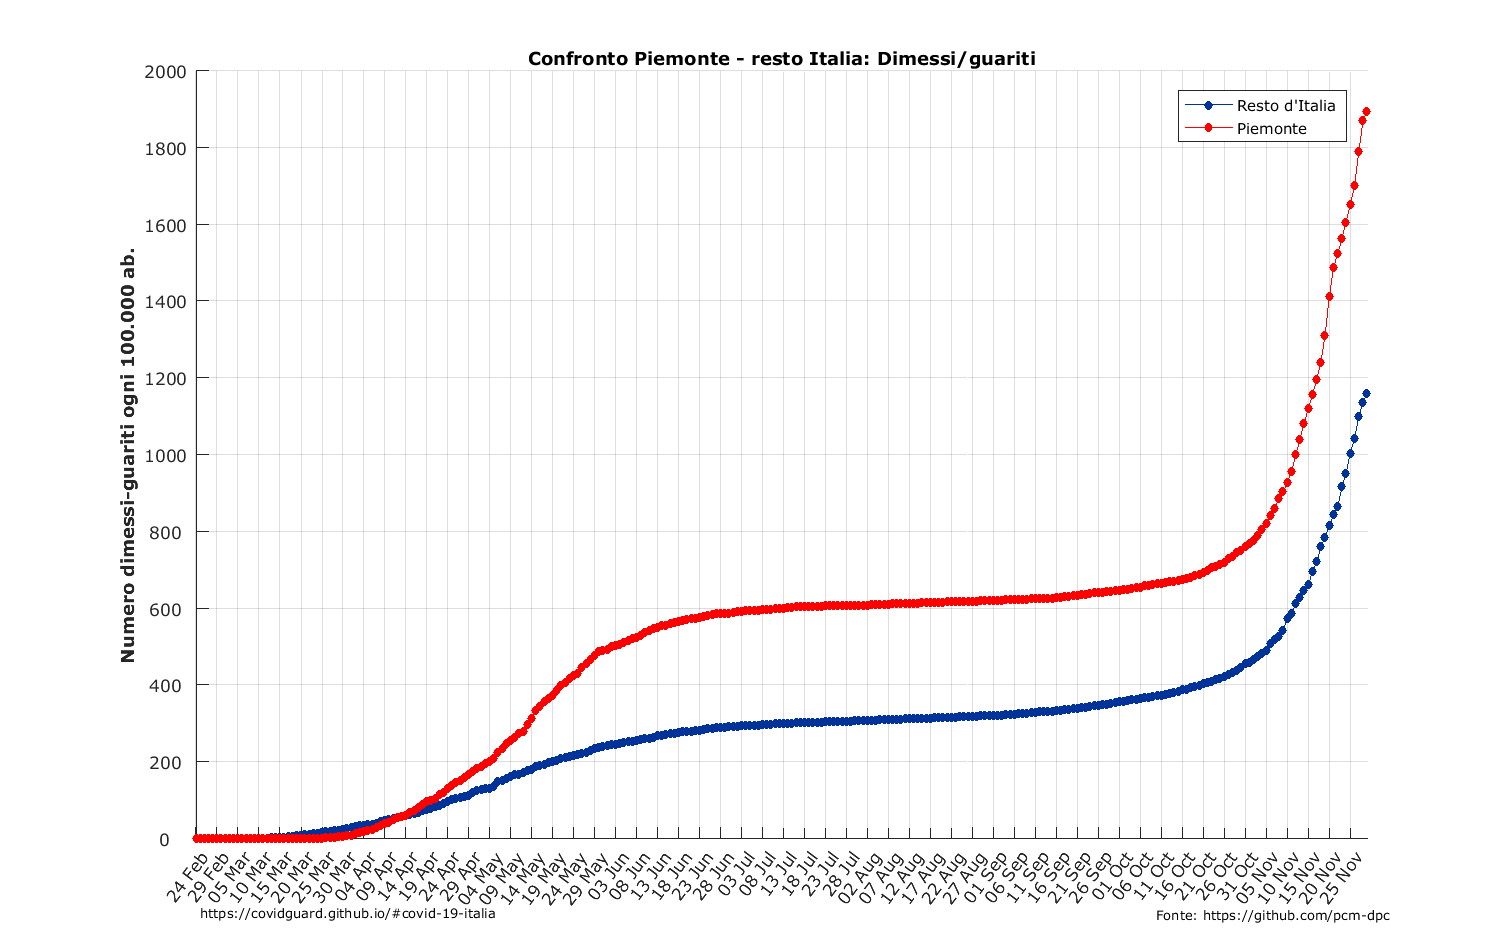 Confronto Piemonte - resto Italia: Dimessi/guariti
Resto d'Italia
Piemonte
Numero dimessi-guariti ogni 100.000 ab.
2000
1800
1600
1400
1200
1000
800
600
400
200
0
24 Feb
29 Feb
05 Mar
10 Mar
15 Mar
20 Mar
25 Mar
30 Mar
04 Apr
09 Apr
14 Apr
19 Apr
24 Apr
29 Apr
04 May
09 May
14 May
19 May
24 May
29 May
03 Jun
08 Jun
13 Jun
18 Jun
23 Jun
28 Jun
03 Jul
08 Jul
13 Jul
18 Jul
23 Jul
28 Jul
02 Aug
07 Aug
12 Aug
17 Aug
22 Aug
27 Aug
01 Sep
06 Sep
11 Sep
16 Sep
21 Sep
26 Sep
01 Oct
06 Oct
11 Oct
16 Oct
21 Oct
26 Oct
31 Oct
05 Nov
10 Nov
15 Nov
20 Nov
25 Nov
https://covidguard.github.io/#covid-19-italia
Fonte: https://github.com/pcm-dpc